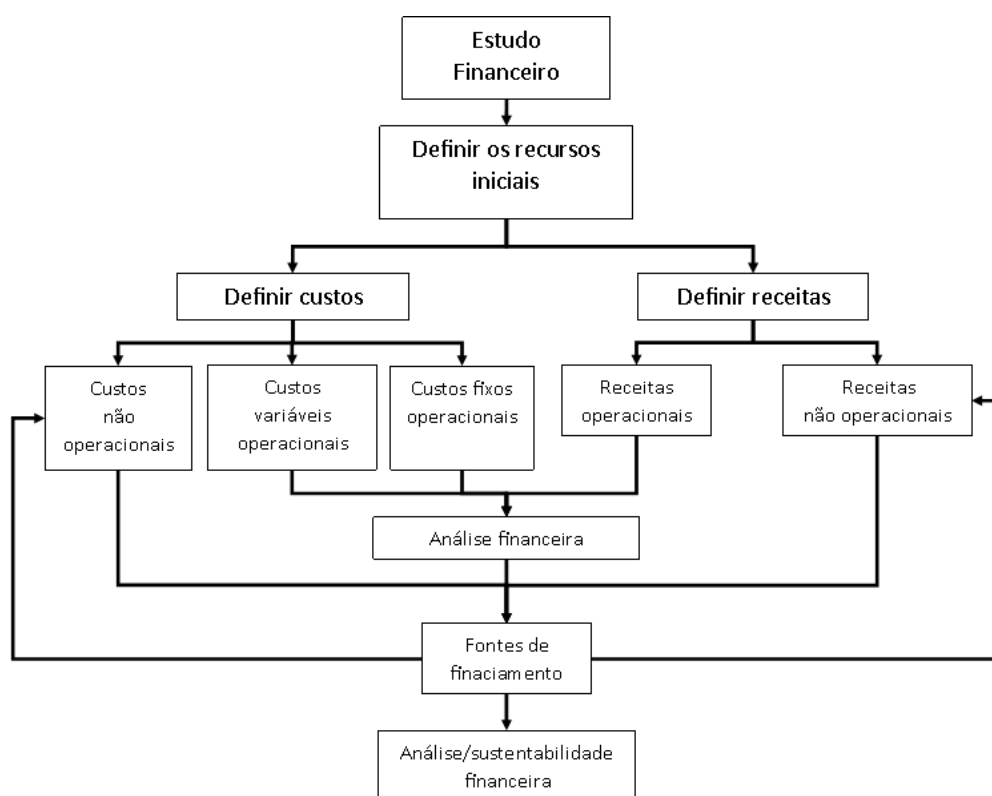 Estudo
Financeiro
Definir os recursos
iniciais
Definir custos
Definir receitas
Custos
não
operacionais
Custos
variáveis
operacionais
Custos fixos
operacionais
Receitas
operacionais
Receitas
não operacionais
Análise financeira
Fontes de
finaciamento
Análise/sustentabilidade
financeira